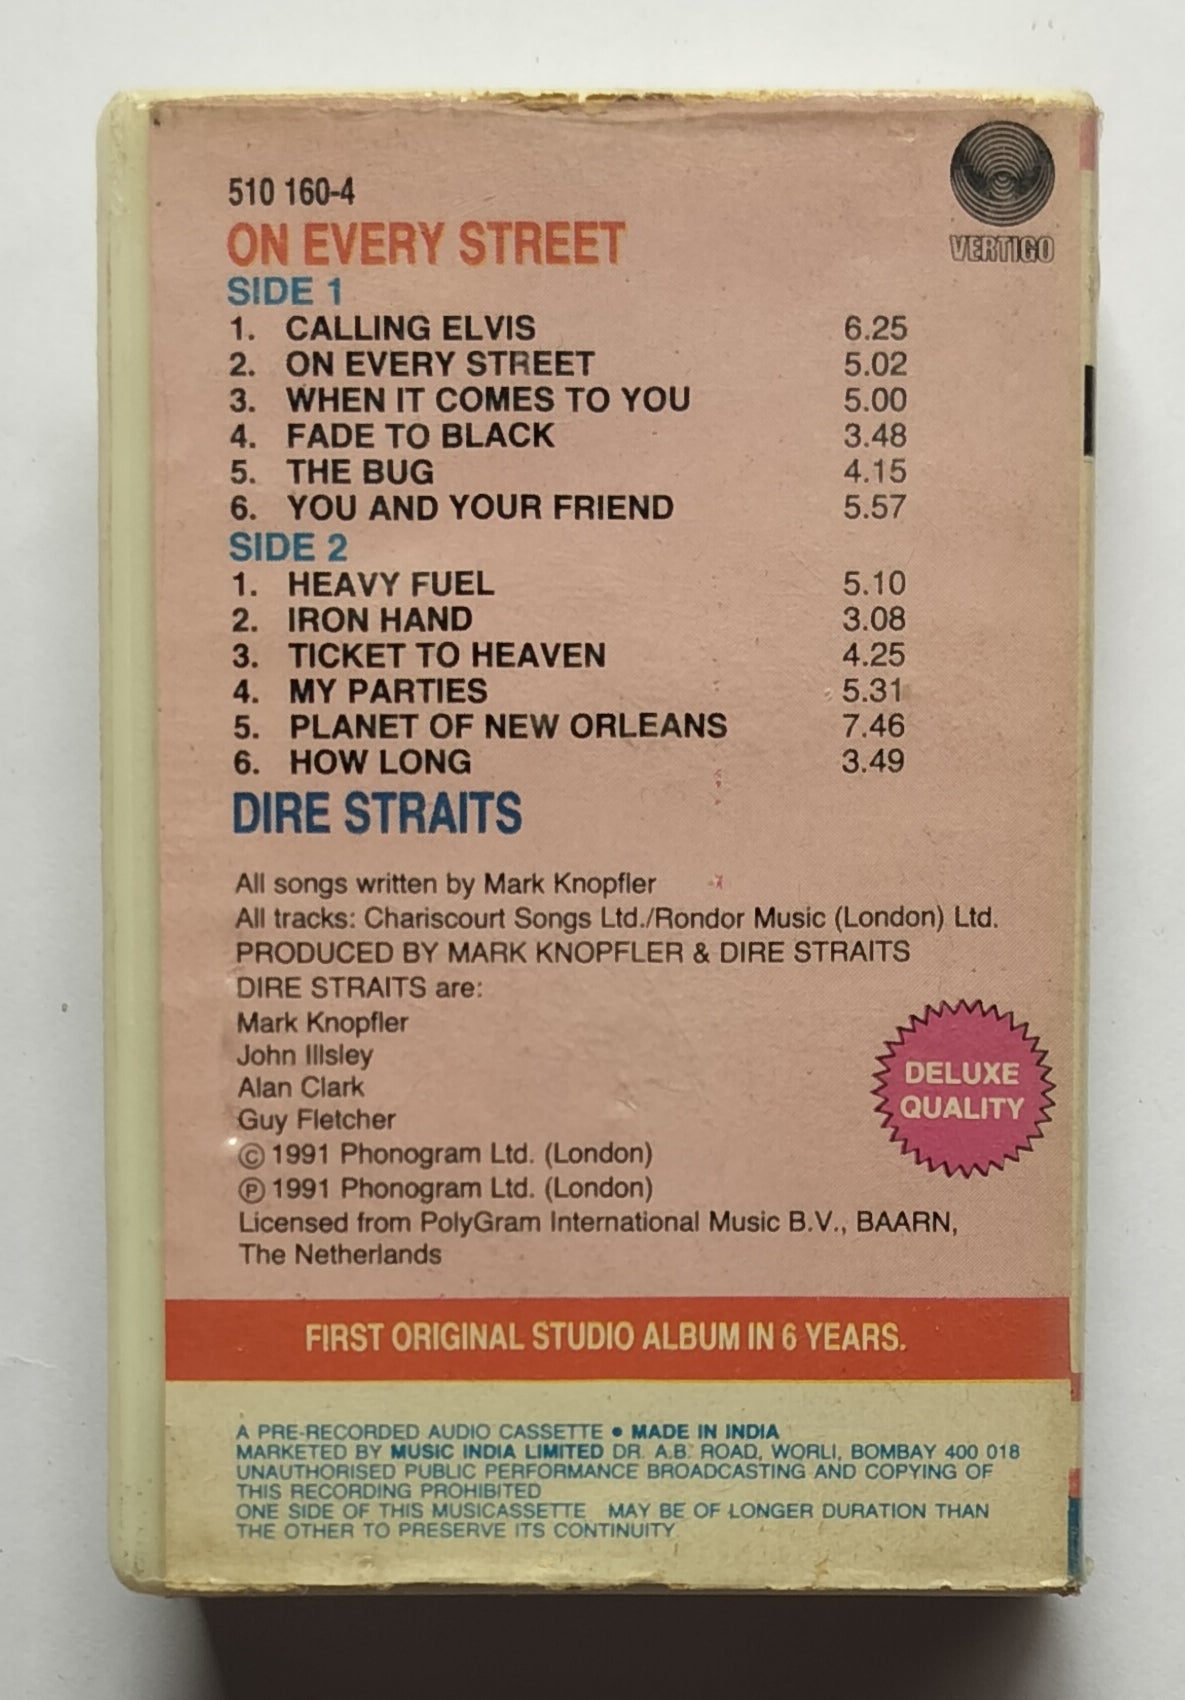 510 160-4
VERTIGO
ON EVERY STREET
SIDE 1
1. CALLING ELVIS 6.25
2. ON EVERY STREET 5.02
3. WHEN IT COMES TO YOU 5.00
4. FADE TO BLACK 3.48
5. THE BUG 4.15
6. YOU AND YOUR FRIEND 5.57
SIDE 2
1. HEAVY FUEL 5.10
2. IRON HAND 3.08
3. TICKET TO HEAVEN 4.25
4. MY PARTIES 5.31
5. PLANET OF NEW ORLEANS 7.46
6. HOW LONG 3.49
DIRE STRAITS
All songs written by Mark Knopfler
All tracks: Chariscourt Songs Ltd./Rondor Music (London) Ltd.
PRODUCED BY MARK KNOPFLER & DIRE STRAITS
DIRE STRAITS are:
Mark Knopfler
John Illsley
Alan Clark
Guy Fletcher
© 1991 Phonogram Ltd. (London)
℗ 1991 Phonogram Ltd. (London)
Licensed from PolyGram International Music B.V., BAARN,
The Netherlands
DELUXE
QUALITY
FIRST ORIGINAL STUDIO ALBUM IN 6 YEARS.
A PRE-RECORDED AUDIO CASSETTE • MADE IN INDIA
MARKETED BY MUSIC INDIA LIMITED DR. A.B. ROAD, WORLI, BOMBAY 400 018
UNAUTHORISED PUBLIC PERFORMANCE BROADCASTING AND COPYING OF
THIS RECORDING PROHIBITED
ONE SIDE OF THIS MUSICASSETTE MAY BE OF LONGER DURATION THAN
THE OTHER TO PRESERVE ITS CONTINUITY